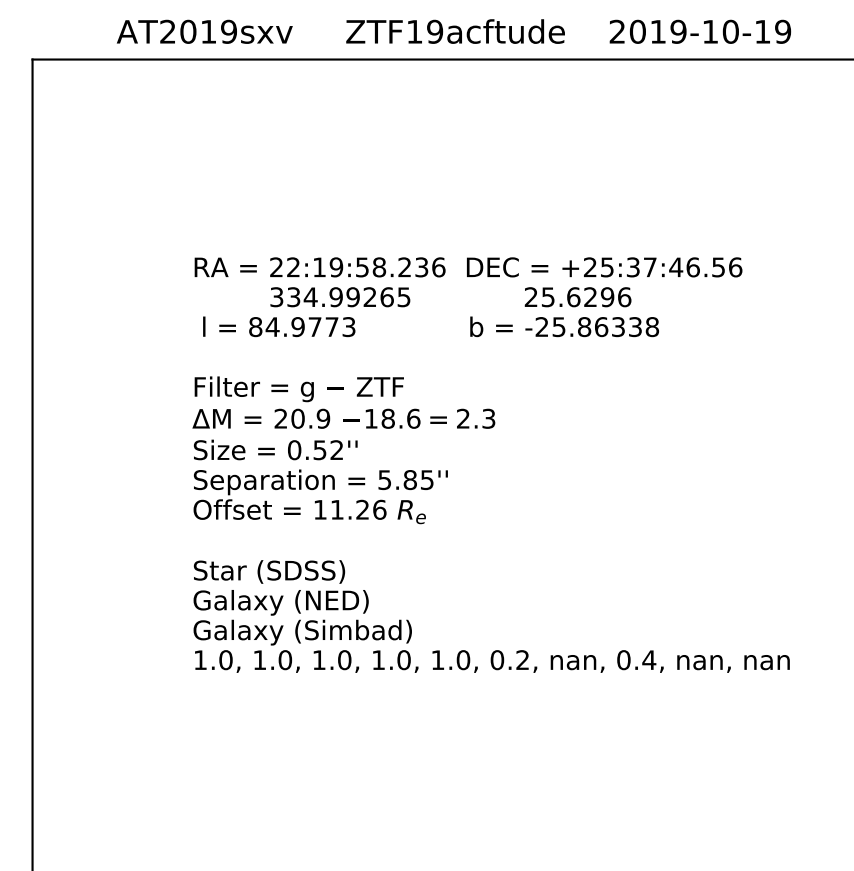 AT2019sxv ZTF19acftude 2019-10-19
RA = 22:19:58.236 DEC = +25:37:46.56
334.99265 25.6296
l = 84.9773 b = -25.86338
Filter = g − ZTF
ΔM = 20.9 −18.6 = 2.3
Size = 0.52''
Separation = 5.85''
Offset = 11.26 Re
Star (SDSS)
Galaxy (NED)
Galaxy (Simbad)
1.0, 1.0, 1.0, 1.0, 1.0, 0.2, nan, 0.4, nan, nan